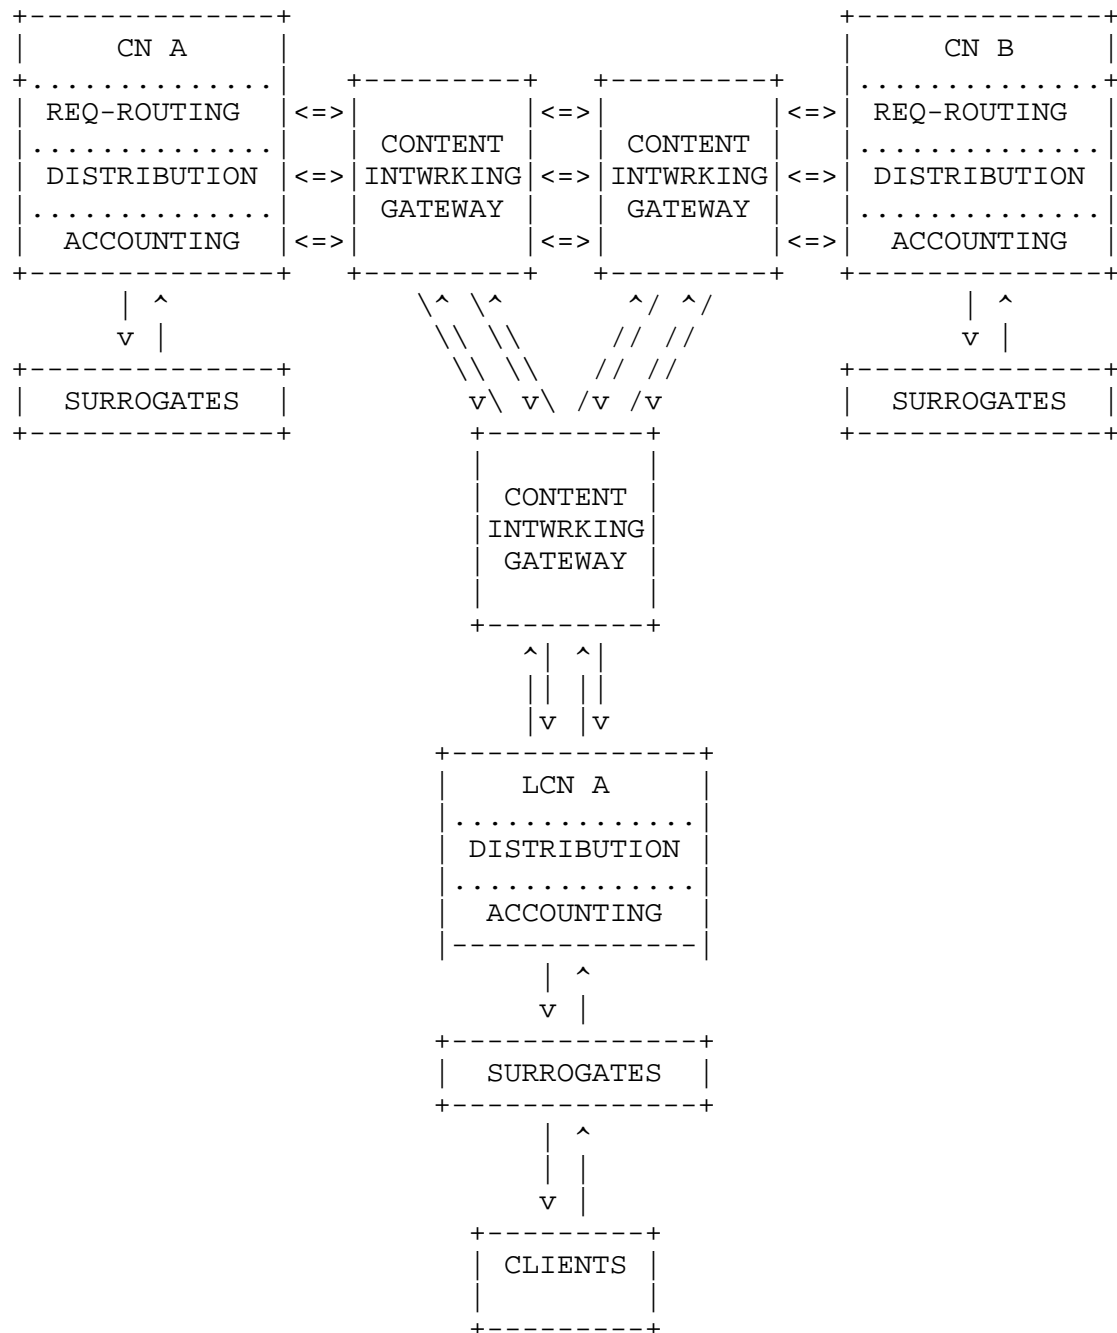 CN A CN B
REQ-ROUTING <=> <=> <=> REQ-ROUTING
CONTENT CONTENT
DISTRIBUTION <=> INTWRKING <=> INTWRKING <=> DISTRIBUTION
GATEWAY GATEWAY
ACCOUNTING <=> <=> <=> ACCOUNTING
SURROGATES SURROGATES
CONTENT
INTWRKING
GATEWAY
LCN A
DISTRIBUTION
ACCOUNTING
SURROGATES
CLIENTS